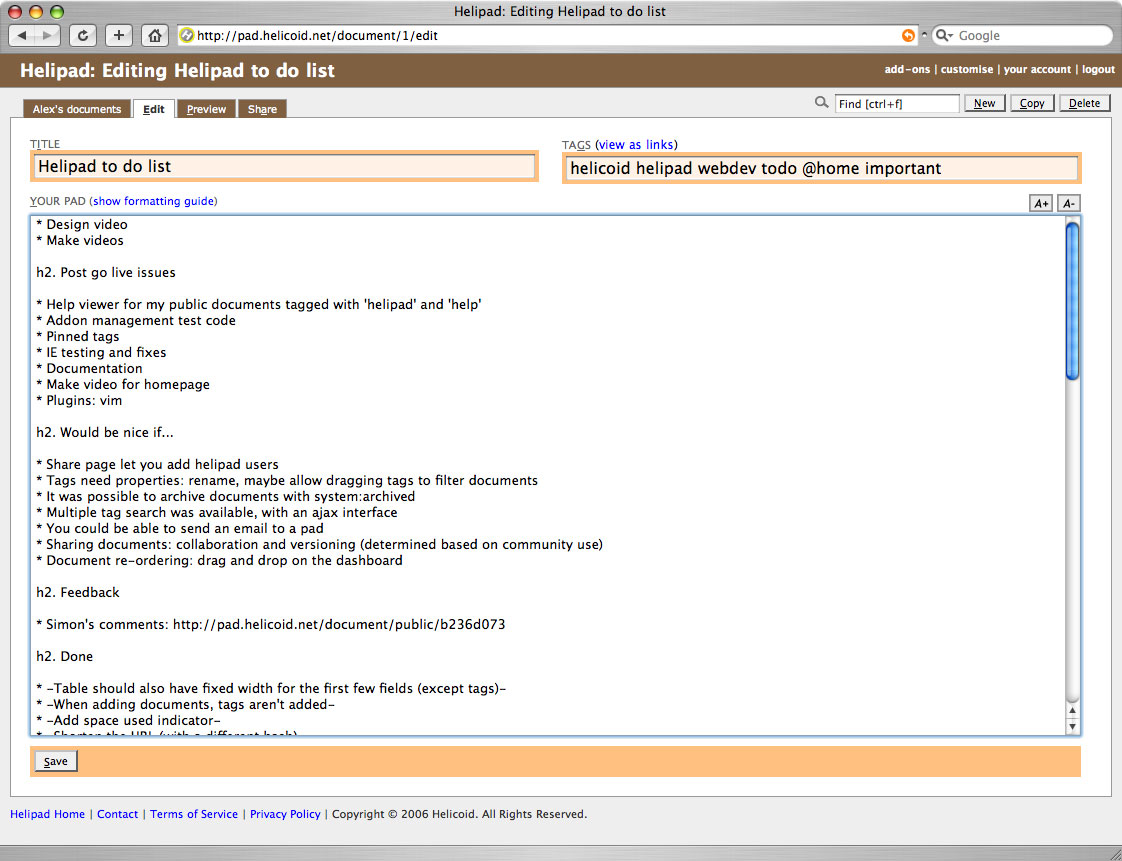 Helipad: Editing Helipad to do list
http://pad.helicoid.net/document/1/edit
Google
Helipad: Editing Helipad to do list
add-ons | customise | your account | logout
Alex's documents Edit Preview Share
Find [ctrl+f] New Copy Delete
TITLE
Helipad to do list
TAGS (view as links)
helicoid helipad webdev todo @home important
YOUR PAD (show formatting guide)
A+ A-
* Design video
* Make videos
h2. Post go live issues
* Help viewer for my public documents tagged with 'helipad' and 'help'
* Addon management test code
* Pinned tags
* IE testing and fixes
* Documentation
* Make video for homepage
* Plugins: vim
h2. Would be nice if...
* Share page let you add helipad users
* Tags need properties: rename, maybe allow dragging tags to filter documents
* It was possible to archive documents with system:archived
* Multiple tag search was available, with an ajax interface
* You could be able to send an email to a pad
* Sharing documents: collaboration and versioning (determined based on community use)
* Document re-ordering: drag and drop on the dashboard
h2. Feedback
* Simon's comments: http://pad.helicoid.net/document/public/b236d073
h2. Done
* -Table should also have fixed width for the first few fields (except tags)-
* -When adding documents, tags aren't added-
* -Add space used indicator-
* -Shorten the URL (with a different hash)
Save
Helipad Home | Contact | Terms of Service | Privacy Policy | Copyright © 2006 Helicoid. All Rights Reserved.